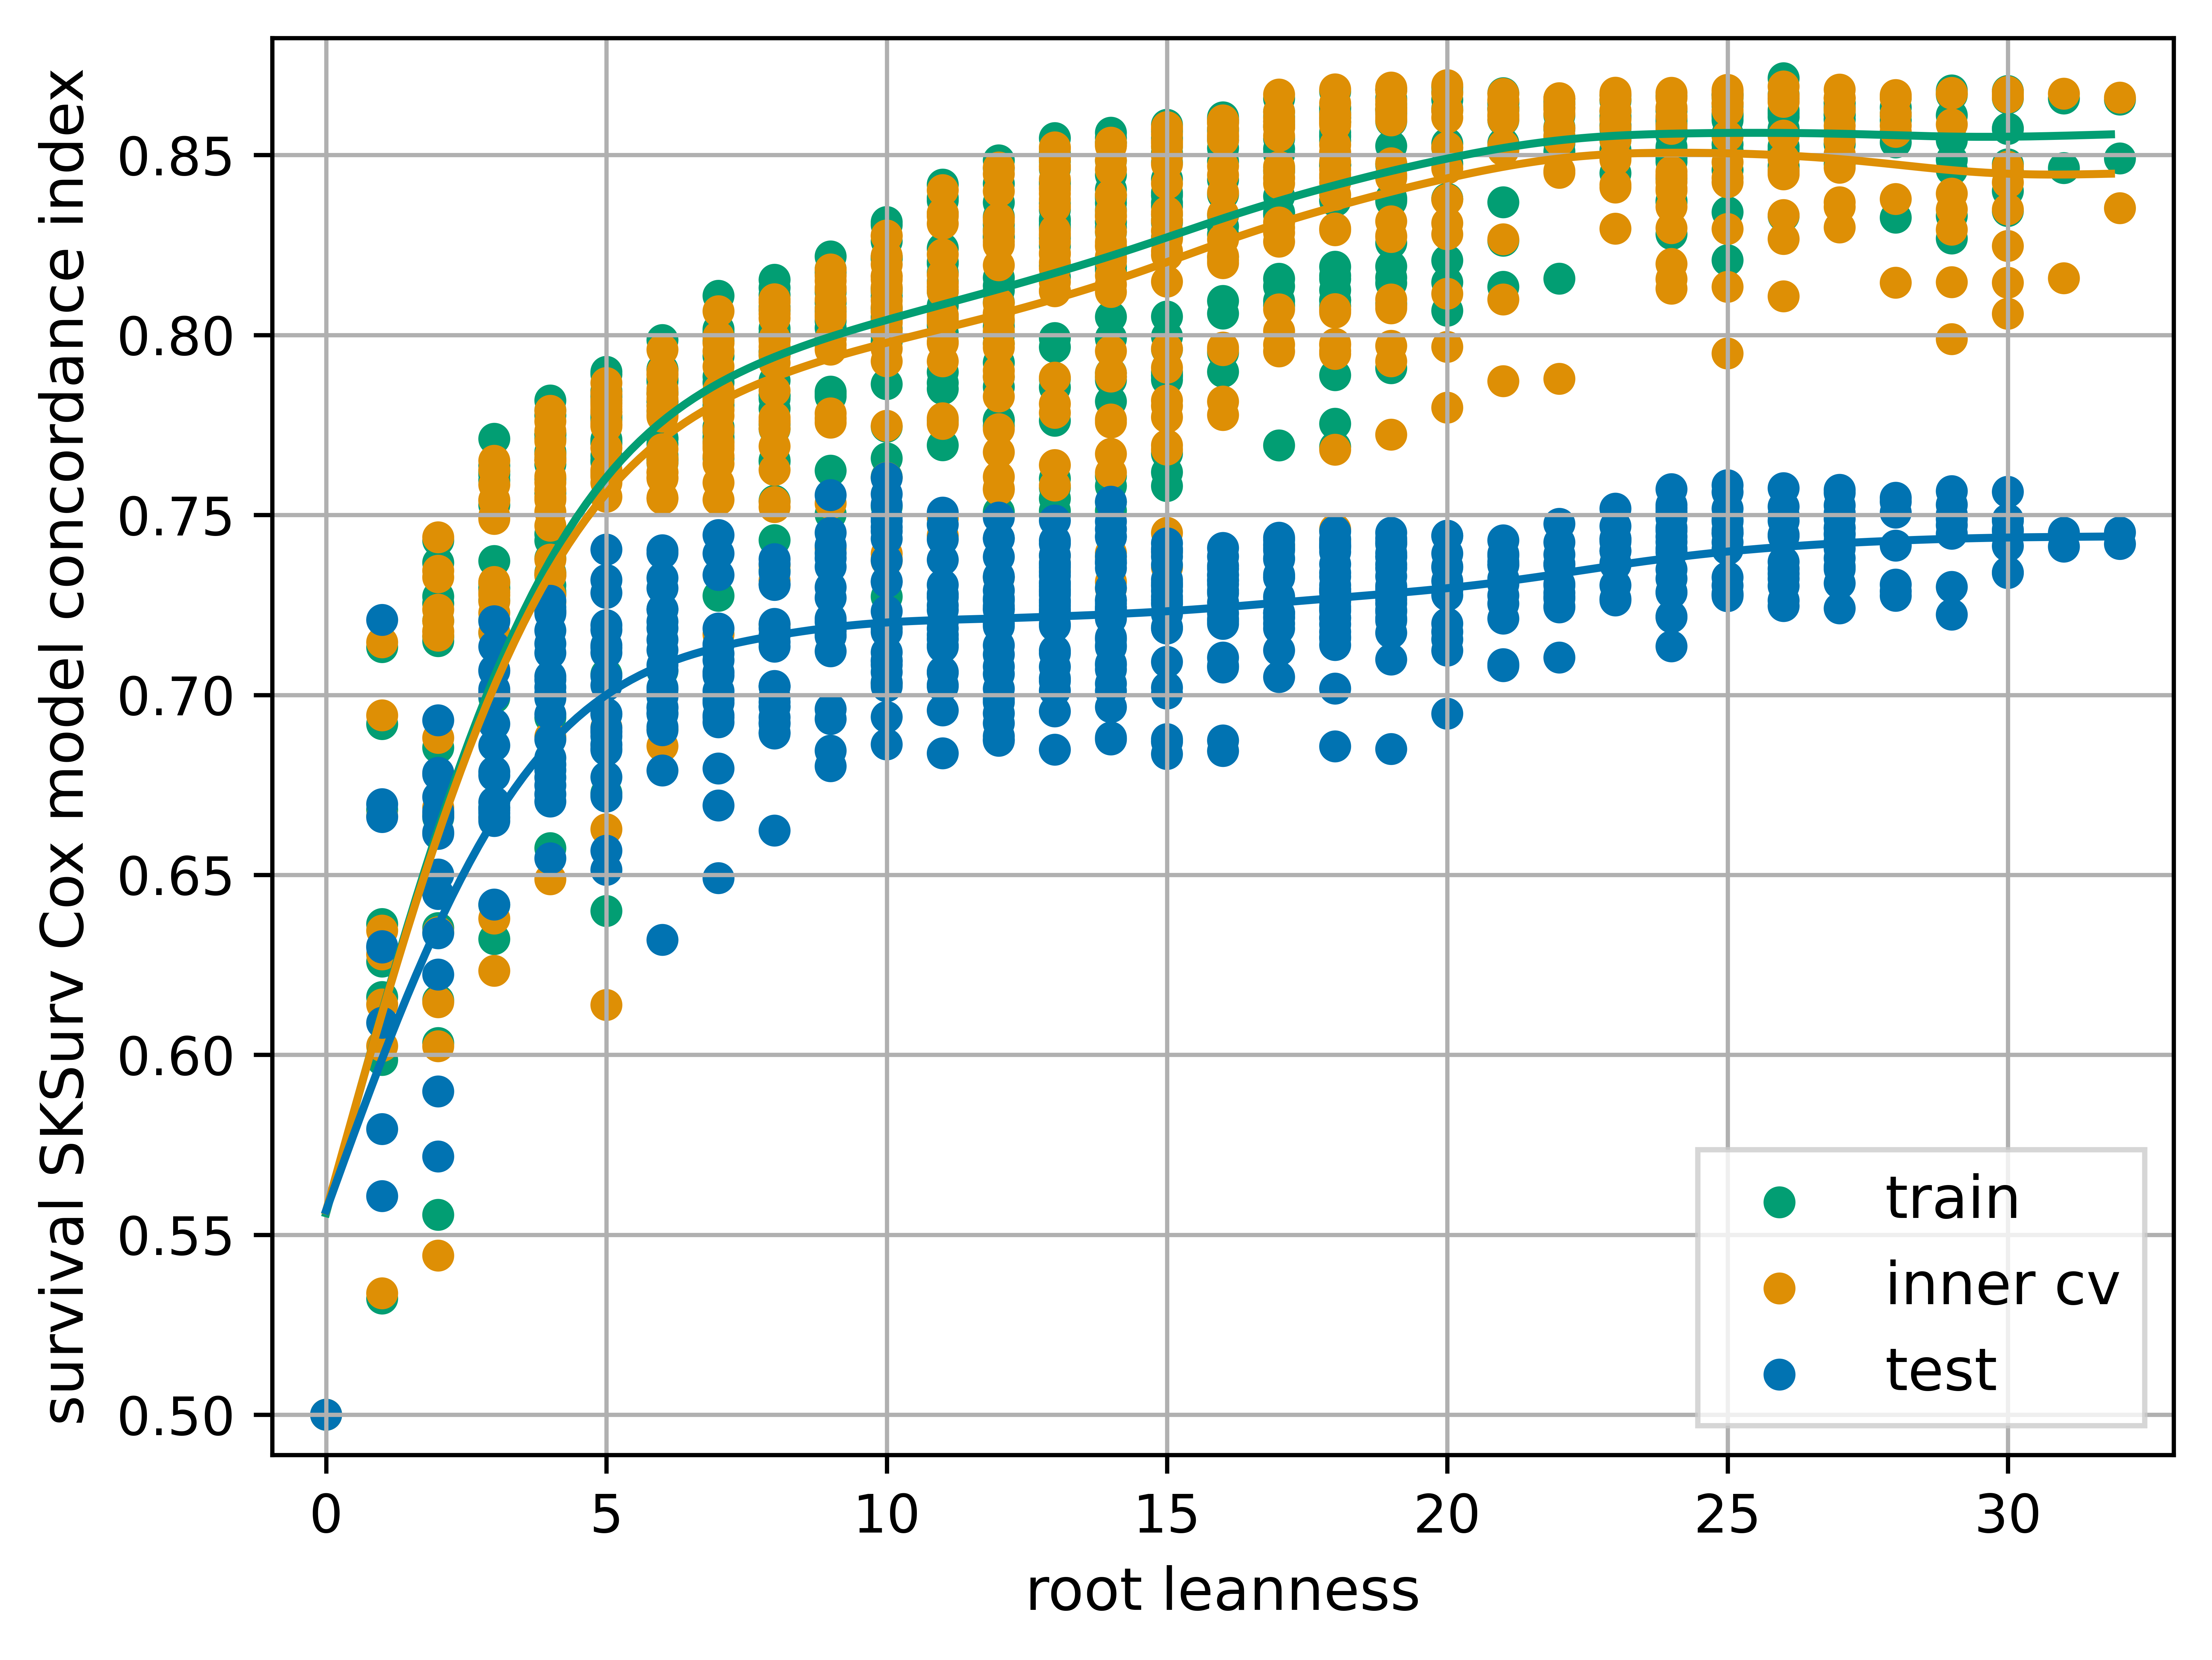 survival SKSurv Cox model concordance index
0.85
0.80
0.75
0.70
0.65
0.60
0.55
0.50
train
inner cv
test
0 5 10 15 20 25 30
root leanness